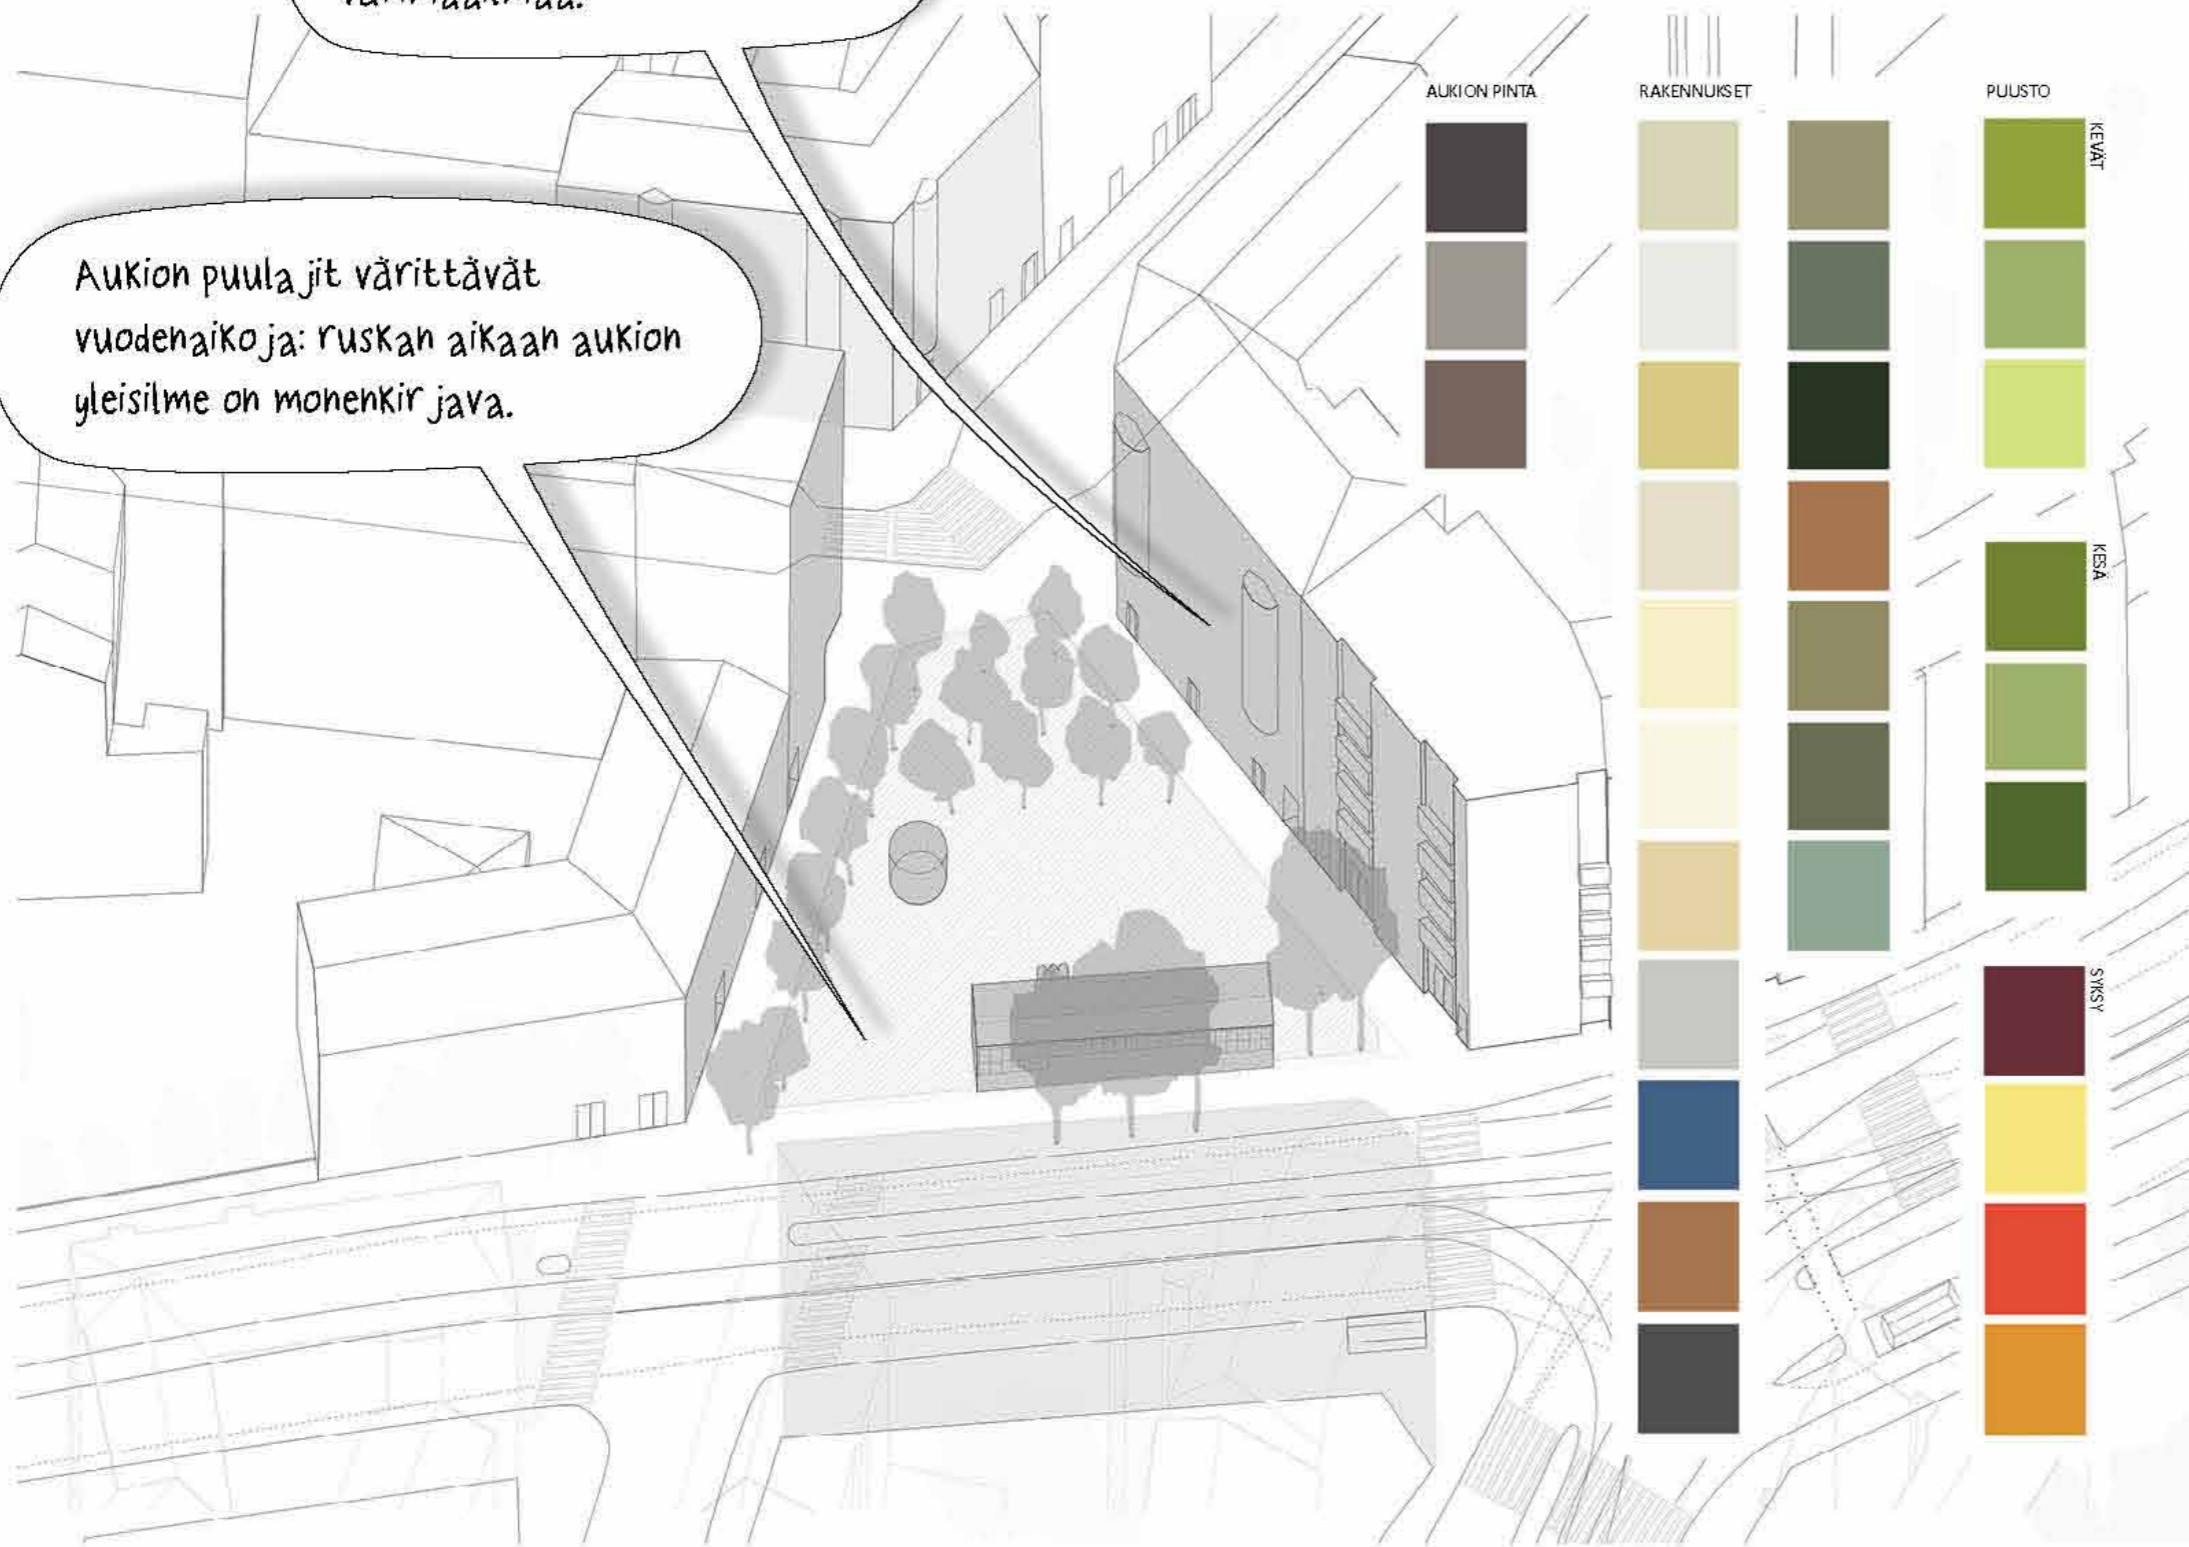 Aukion puulajit värittävät
vuodenaikoja: ruskan aikaan aukion
yleisilme on monenkirjava.
AUKION PINTA
RAKENNUKSET
PUUSTO
KEVÄT
KESÄ
SYKSY